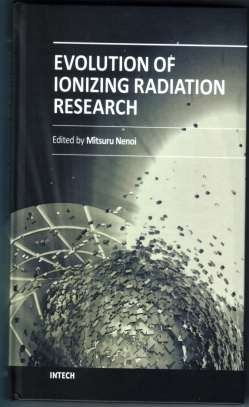 EVOLUTION OF
IONIZING RADIATION
RESEARCH
Edited by Mitsuru Nenoi
INTECH